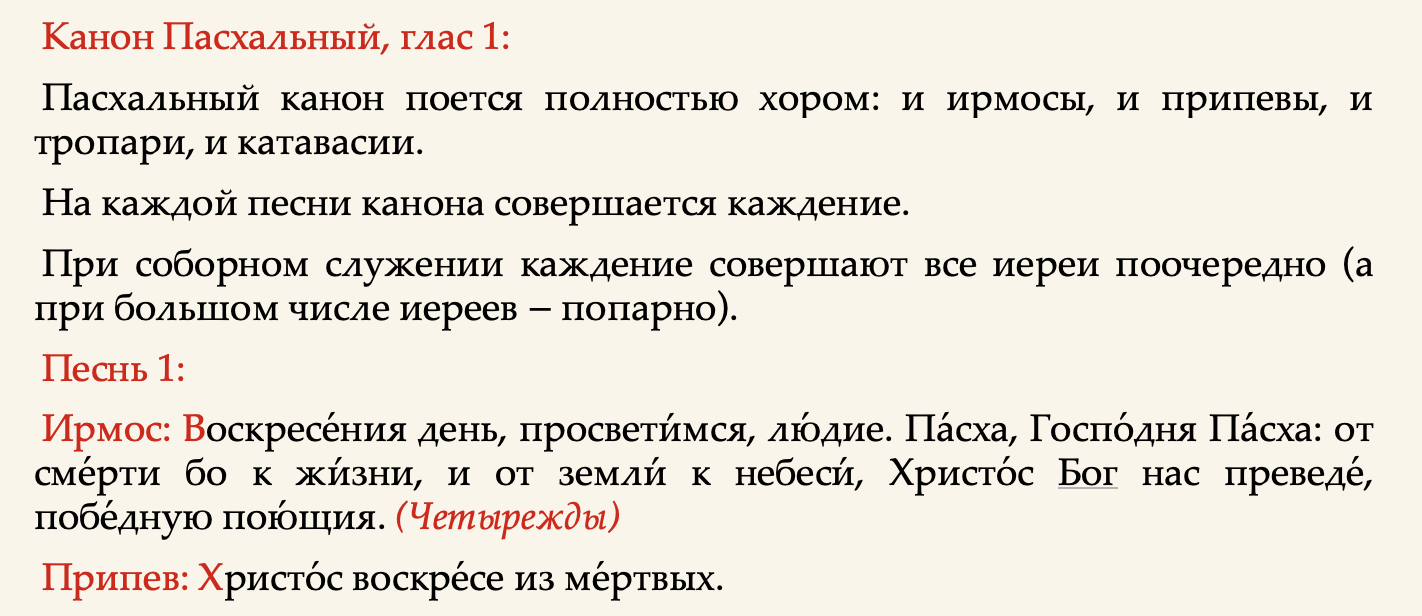 Канон Пасхальный, глас 1:
Пасхальный канон поется полностью хором: и ирмосы, и припевы, и
тропари, и катавасии.
На каждой песни канона совершается каждение.
При соборном служении каждение совершают все иереи поочередно (а
при большом числе иереев – попарно).
Песнь 1:
Ирмос: Воскресе́ния день, просвети́мся, лю́дие. Па́сха, Госпо́дня Па́сха: от
сме́рти бо к жи́зни, и от земли́ к небеси́, Христо́с Бог нас преведе́,
побе́дную пою́щия. (Четырежды)
Припев: Христо́с воскре́се из ме́ртвых.